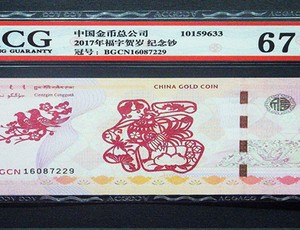 CG
NG GUARANTY
中国金币总公司 10159633
2017年福字贺岁 纪念钞
冠号：BGCN16087229
67
CHINA GOLD COIN
GCN16087229